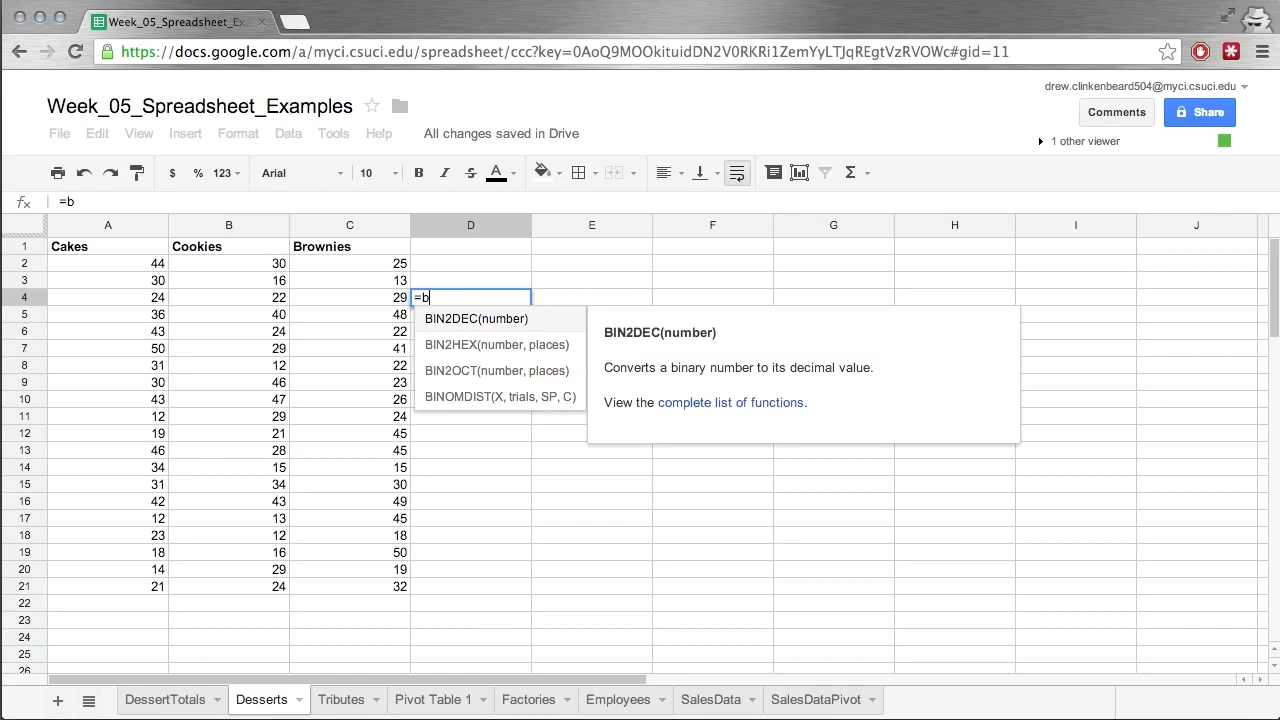 Week_05_Spreadsheet_Ex
https://docs.google.com/a/myci.csuci.edu/spreadsheet/ccc?key=0AoQ9MOOkituidDN2V0RKRi1ZemYyLTJqREgtVzRVOWc#gid=11
drew.clinkenbeard504@myci.csuci.edu
Week_05_Spreadsheet_Examples
Comments Share
File Edit View Insert Format Data Tools Help All changes saved in Drive
1 other viewer
$ % 123 Arial 10 B I S A Σ
fx =b
A B C D E F G H I J
1 Cakes Cookies Brownies
2 44 30 25
3 30 16 13
4 24 22 29 =b
5 36 40 48
6 43 24 22
7 50 29 41
8 31 12 22
9 30 46 23
10 43 47 26
11 12 29 24
12 19 21 45
13 46 28 45
14 34 15 15
15 31 34 30
16 42 43 49
17 12 13 45
18 23 12 18
19 18 16 50
20 14 29 19
21 21 24 32
22
23
24
25
26
BIN2DEC(number)
BIN2HEX(number, places)
BIN2OCT(number, places)
BINOMDIST(X, trials, SP, C)
BIN2DEC(number)
Converts a binary number to its decimal value.
View the complete list of functions.
DessertTotals Desserts Tributes Pivot Table 1 Factories Employees SalesData SalesDataPivot